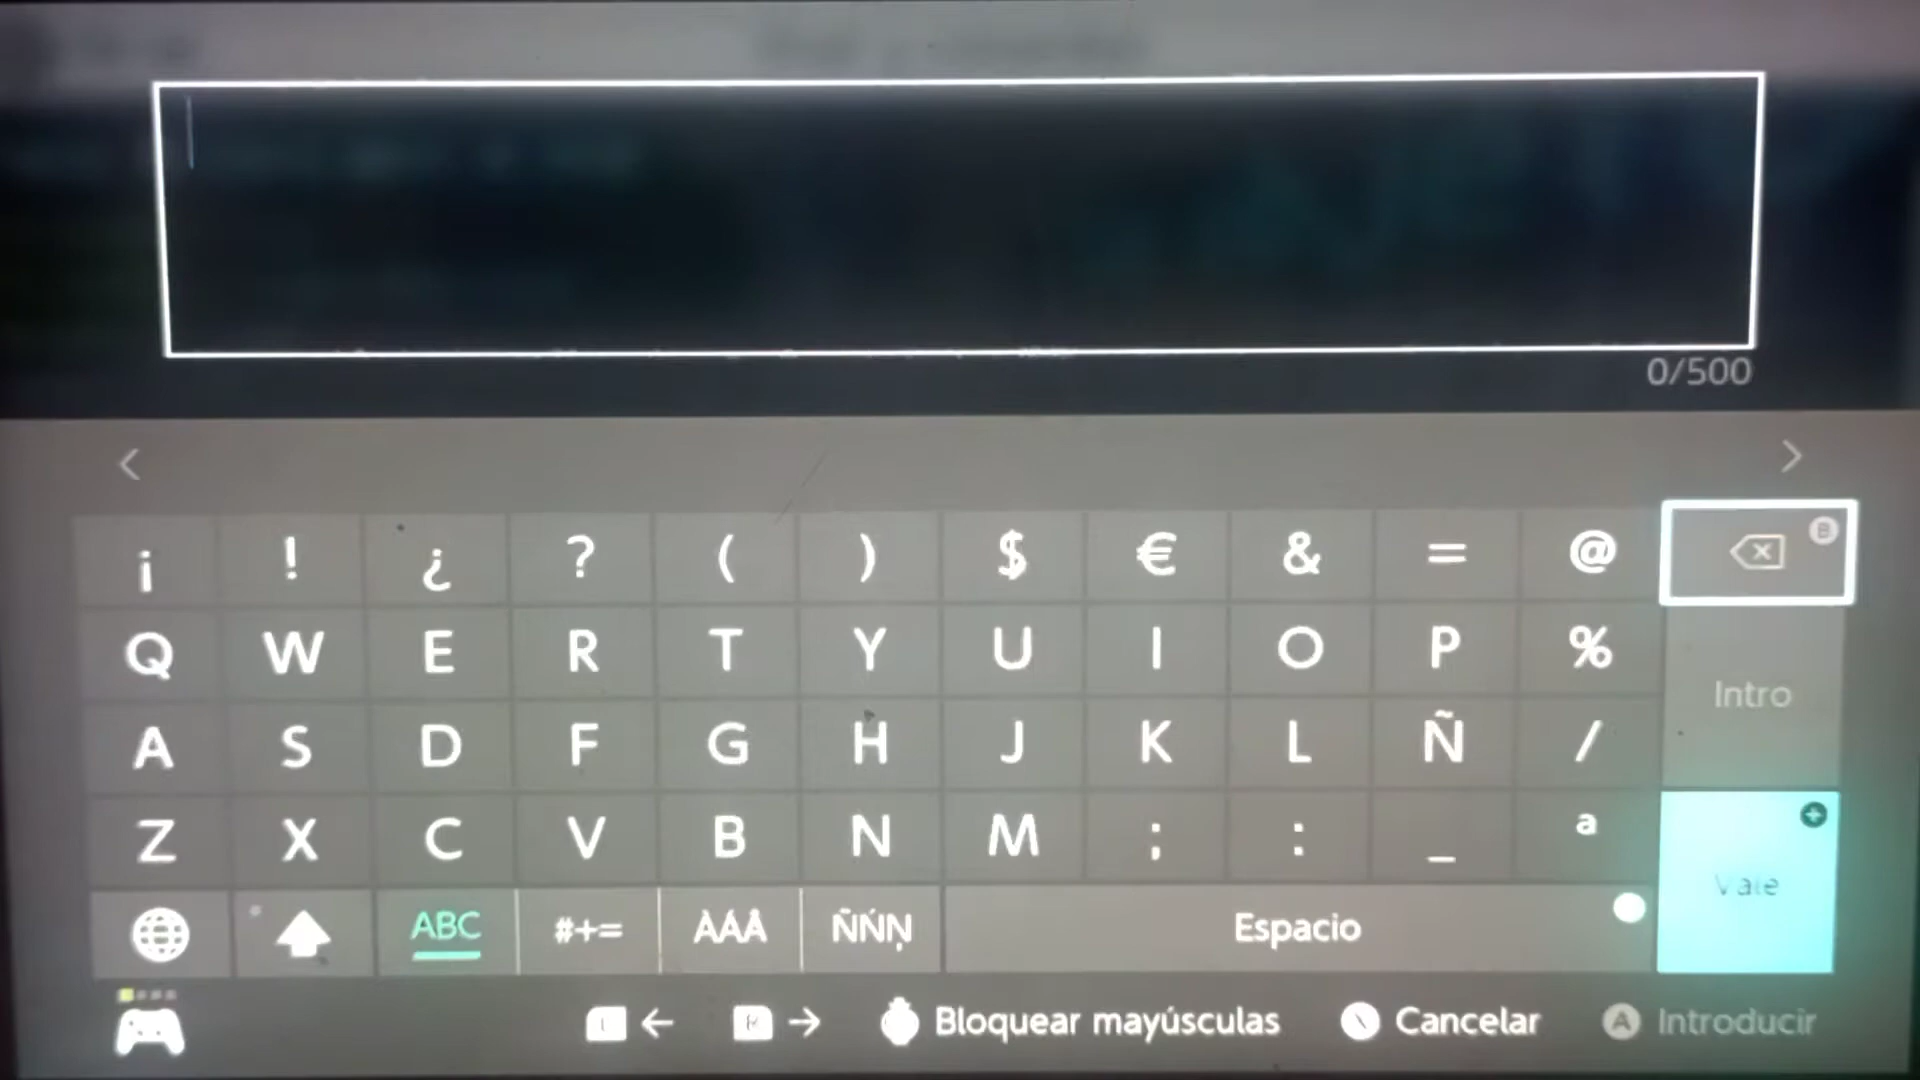 0/500
< >
¡ ! ¿ ? ( ) $ € & = @ B
Q W E R T Y U I O P %
Intro
A S D F G H J K L Ñ /
Z X C V B N M ; : _ ª
Vale
ABC #+= ÀÁÂ ÑŃŅ Espacio
L ← R → Bloquear mayúsculas Cancelar A Introducir